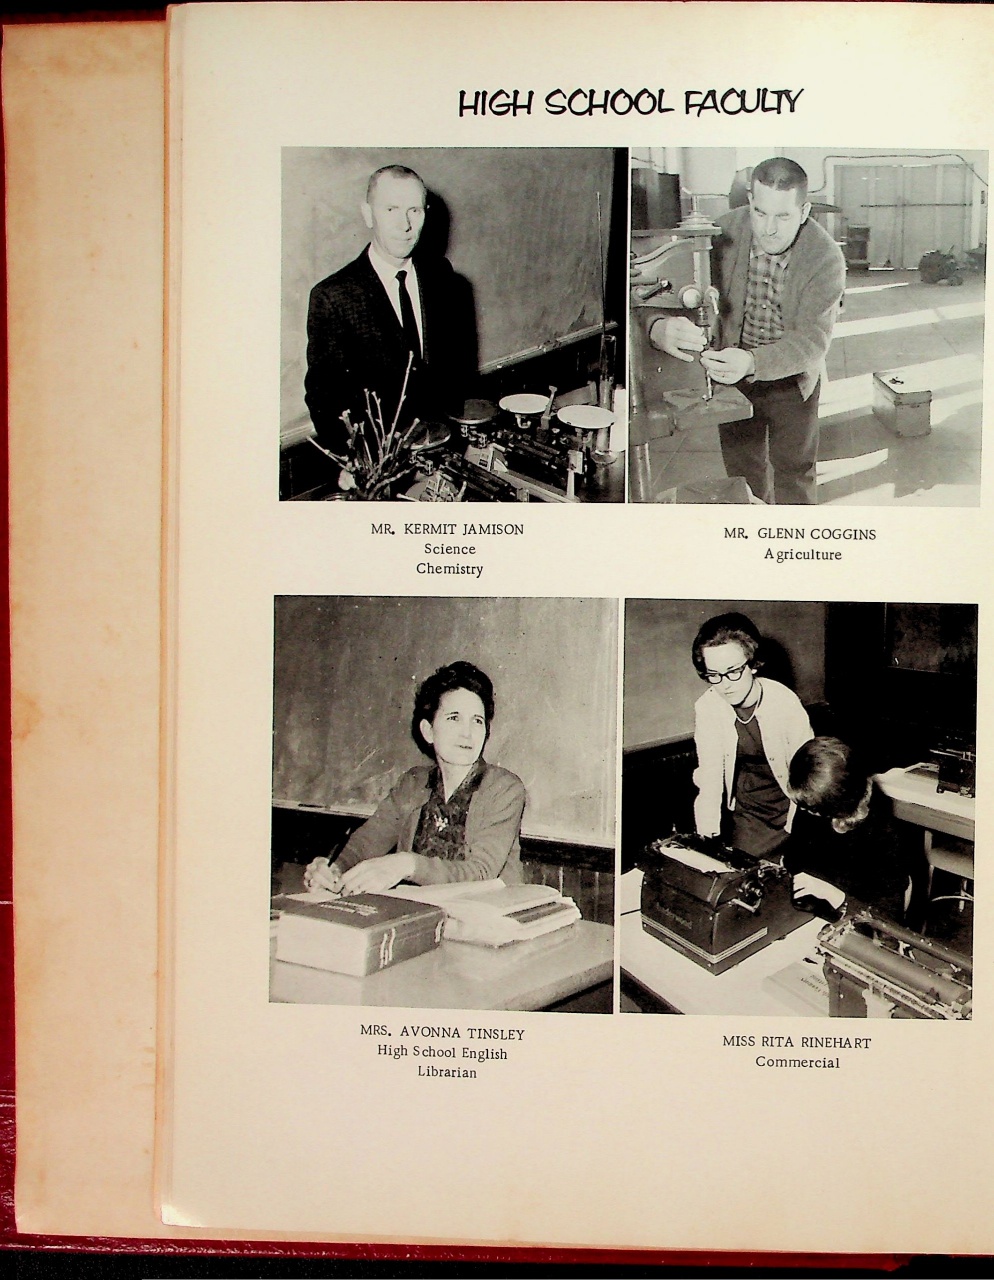 HIGH SCHOOL FACULTY
MR. KERMIT JAMISON
Science
Chemistry
MR. GLENN COGGINS
Agriculture
MRS. AVONNA TINSLEY
High School English
Librarian
MISS RITA RINEHART
Commercial